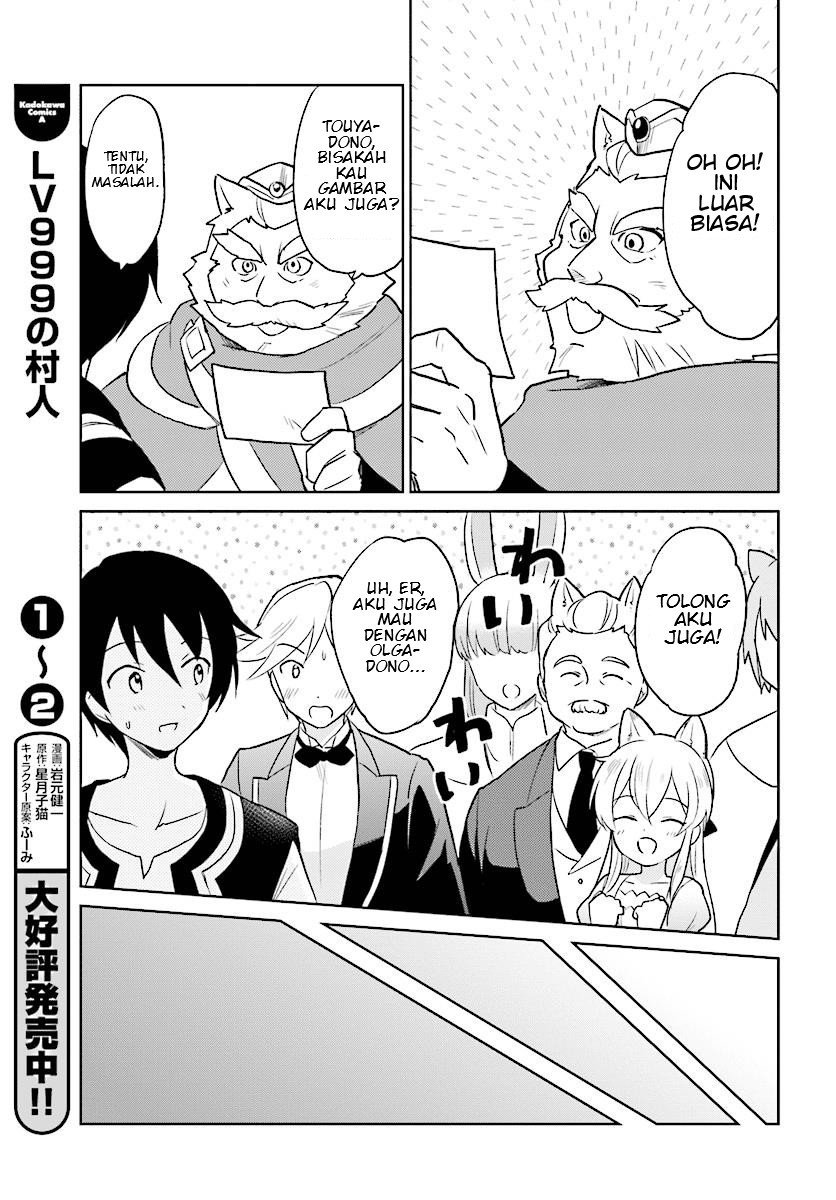 OH OH!
INI
LUAR
BIASA!
TOUYA-
DONO,
BISAKAH
KAU
GAMBAR
AKU JUGA?
TENTU,
TIDAK
MASALAH.
TOLONG
AKU
JUGA!
わい
わい
UH, ER,
AKU JUGA
MAU
DENGAN
OLGA-
DONO...
Kadokawa
Comics
A
LV999の村人
1～2
漫画：岩元健一
原作：星月子猫
キャラクター原案：ふーみ
大好評発売中!!